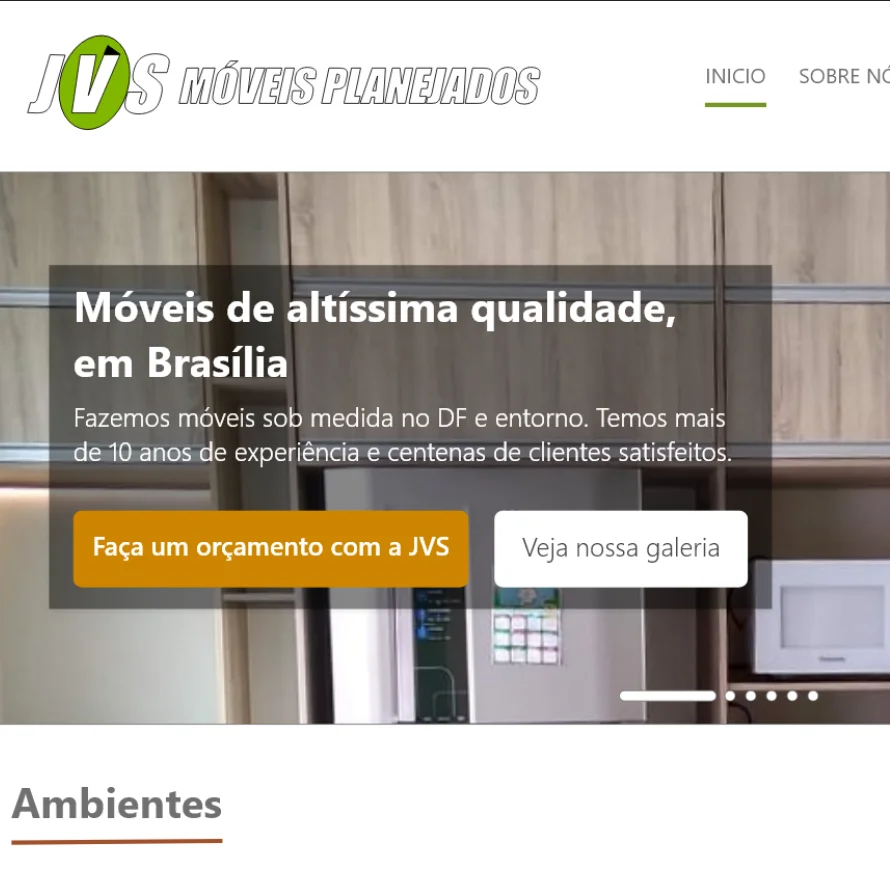 JVS MÓVEIS PLANEJADOS
INICIO
SOBRE NÓ
Móveis de altíssima qualidade,
em Brasília
Fazemos móveis sob medida no DF e entorno. Temos mais
de 10 anos de experiência e centenas de clientes satisfeitos.
Faça um orçamento com a JVS
Veja nossa galeria
Ambientes